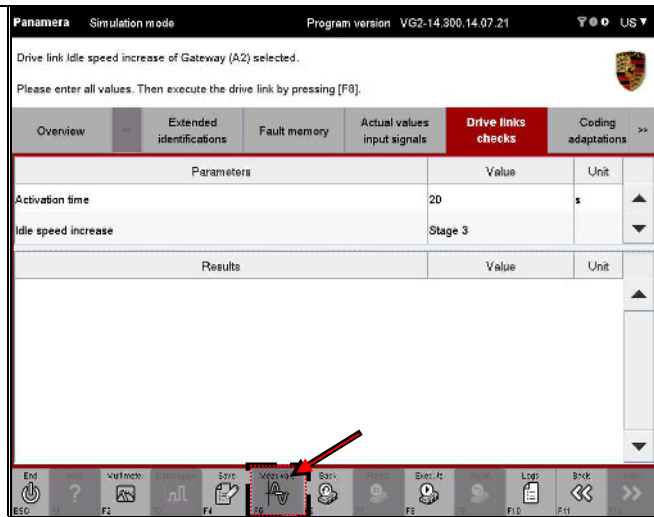 Panamera Simulation mode Program version VG2-14.300.14.07.21 US
Drive link Idle speed increase of Gateway (A2) selected.
Please enter all values. Then execute the drive link by pressing [F8].
Overview
Extended
identifications
Fault memory
Actual values
input signals
Drive links
checks
Coding
adaptations
>>
Parameters Value Unit
Activation time 20 s
Idle speed increase Stage 3
Results Value Unit
End Multimeter Save Back Execute Logs Back
ESC F2 F4 F6 F8 F10 F11